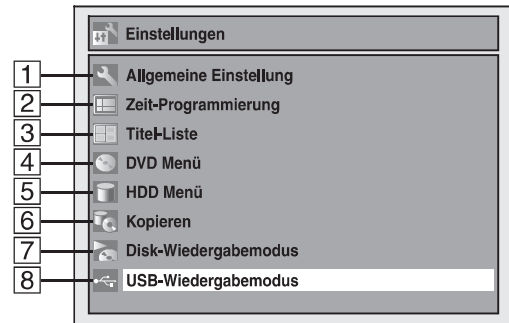 Einstellungen
1 Allgemeine Einstellung
2 Zeit-Programmierung
3 Titel-Liste
4 DVD Menü
5 HDD Menü
6 Kopieren
7 Disk-Wiedergabemodus
8 USB-Wiedergabemodus